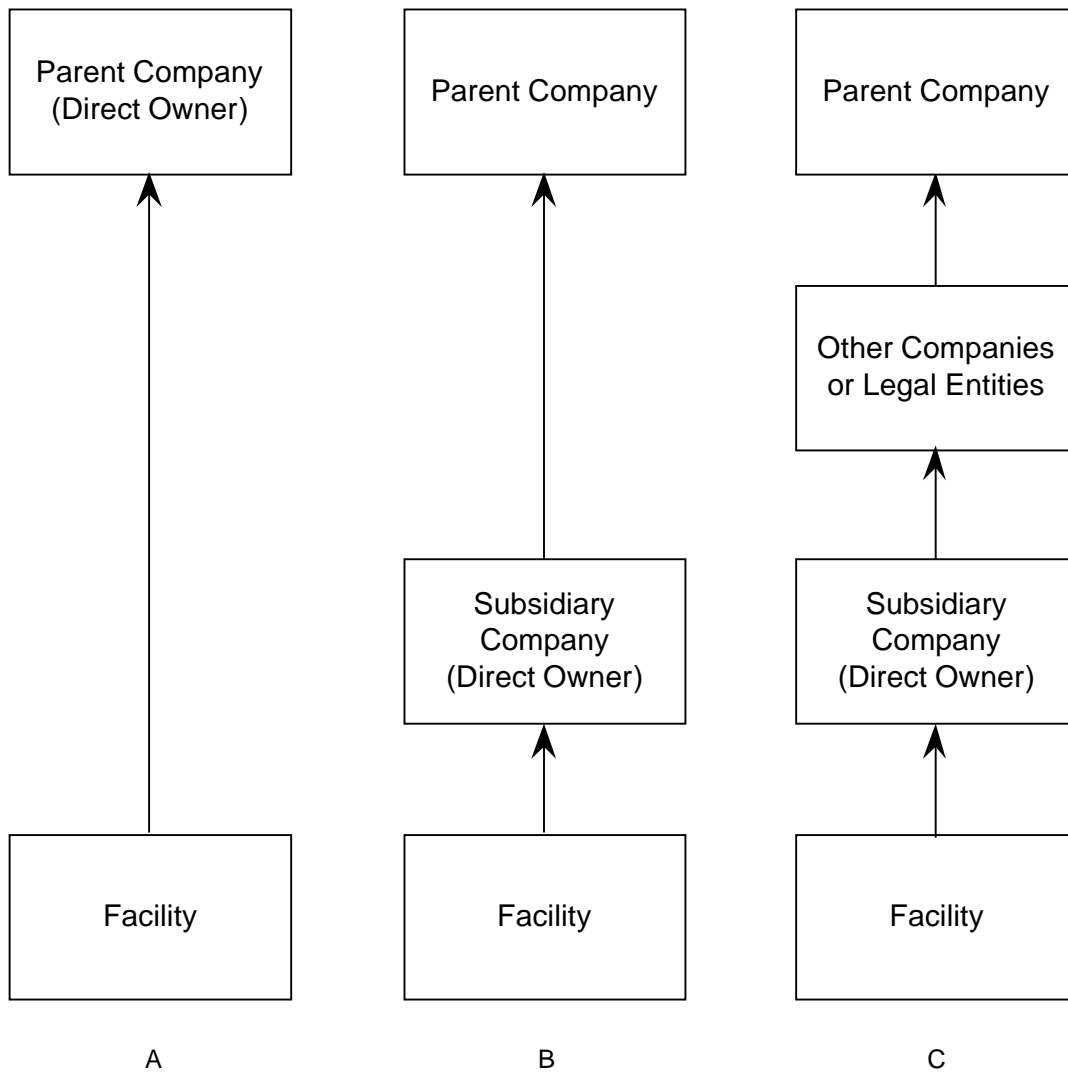 Parent Company
(Direct Owner)
Parent Company
Parent Company
Other Companies
or Legal Entities
Subsidiary
Company
(Direct Owner)
Subsidiary
Company
(Direct Owner)
Facility
Facility
Facility
A
B
C